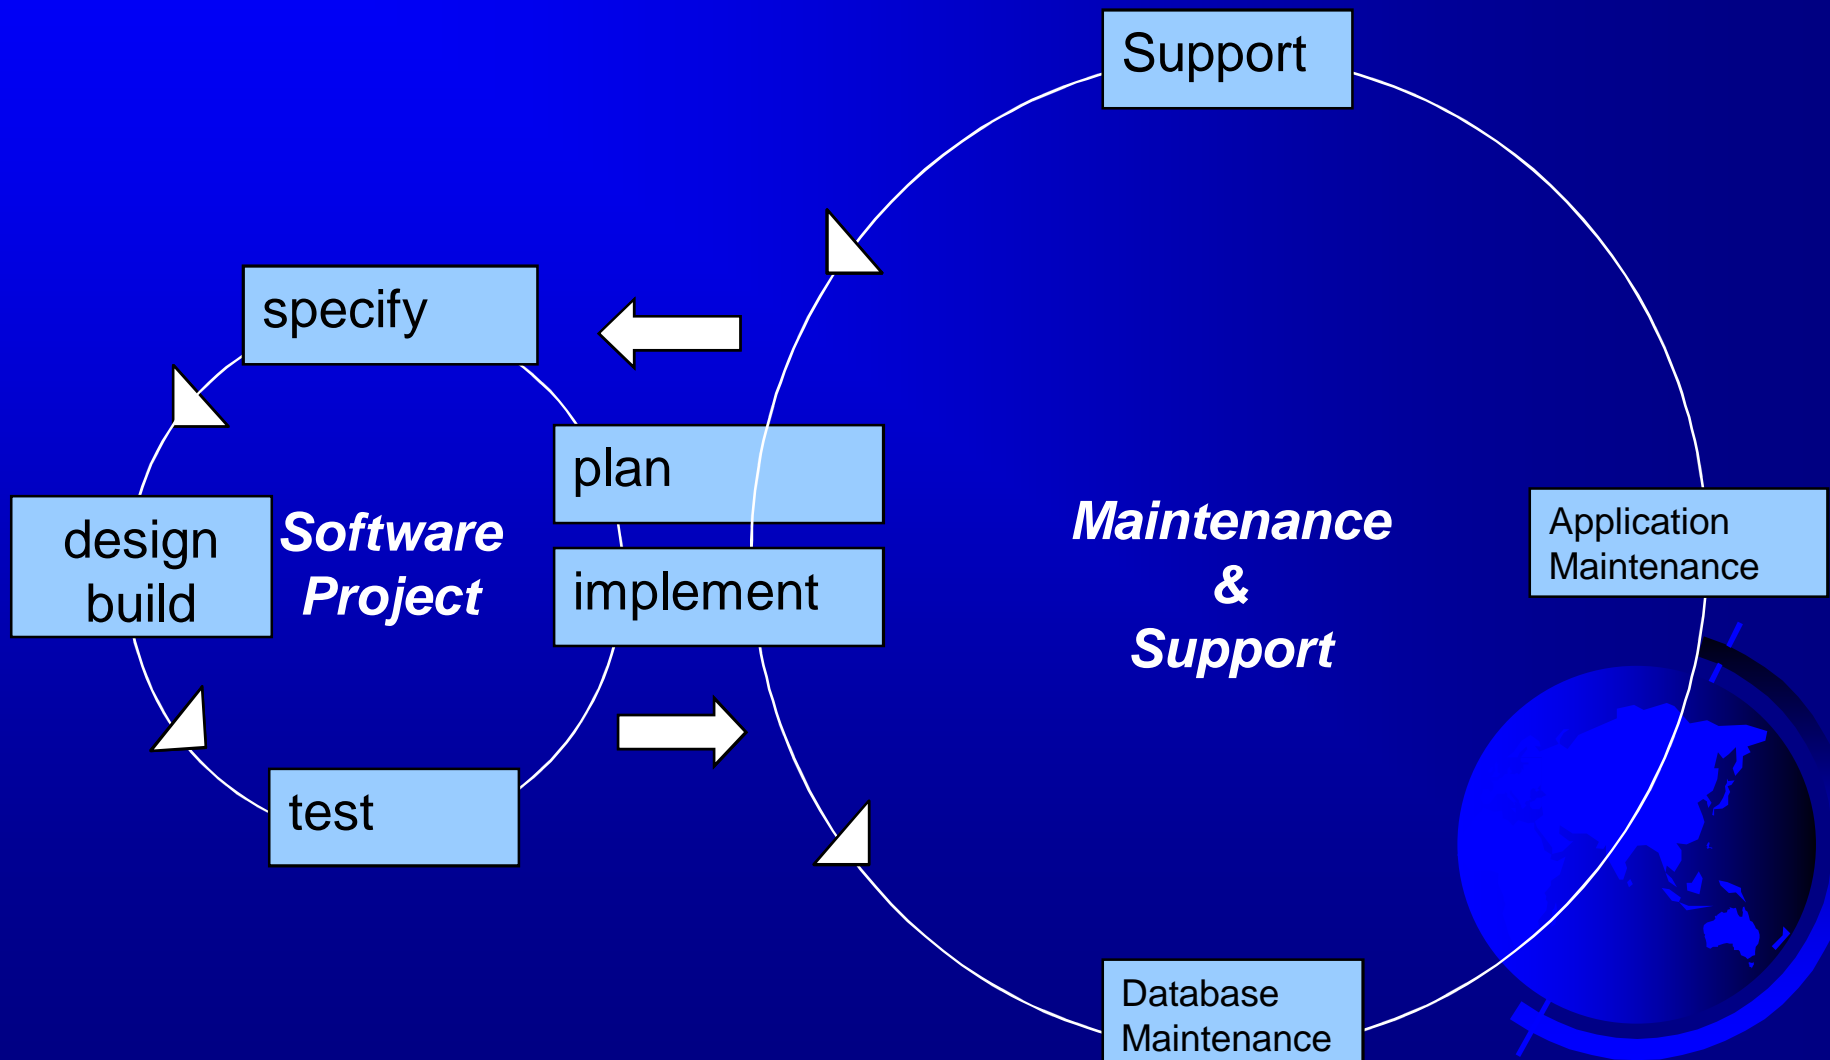 Support
specify
plan
design
build
Software
Project
implement
test
Maintenance
&
Support
Application
Maintenance
Database
Maintenance